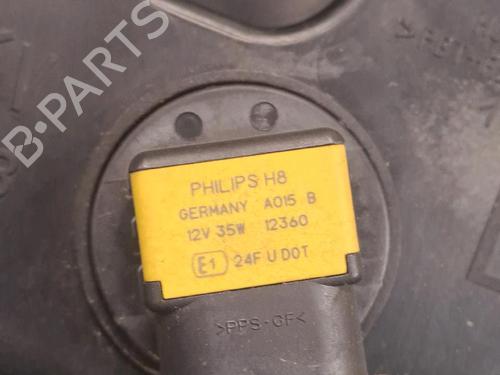 B-PARTS
PHILIPS H8
GERMANY A015 B
12V 35W 12360
E1 24F U DOT
>PPS-GF<